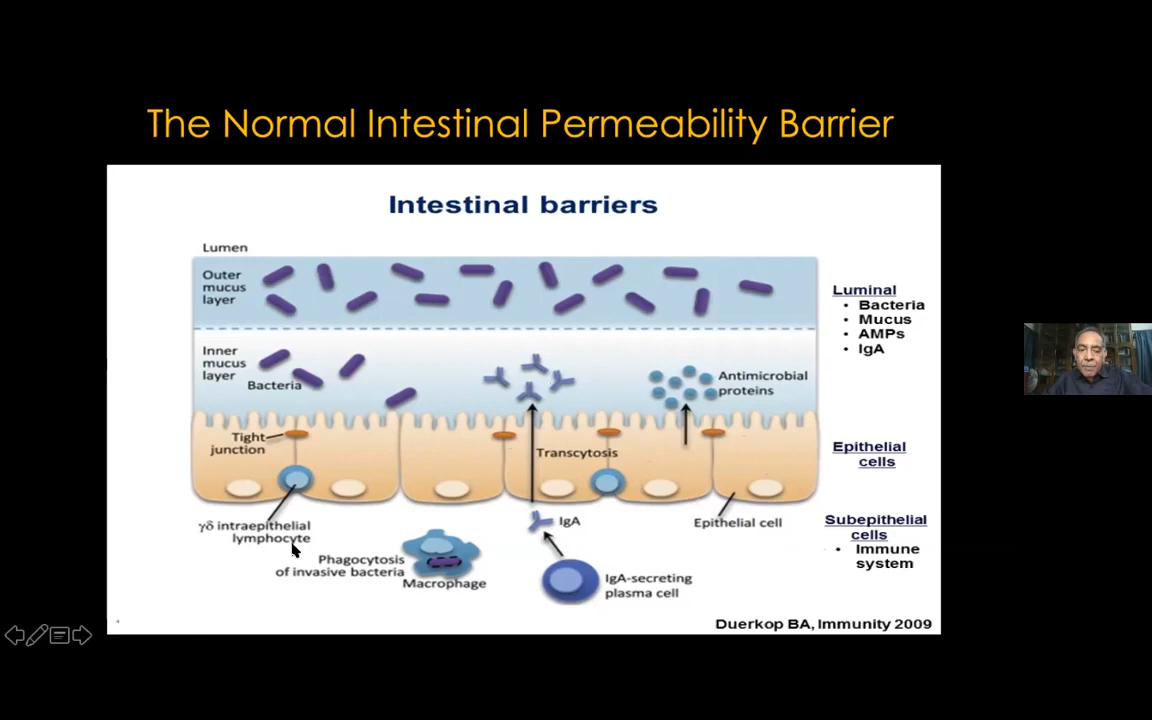 The Normal Intestinal Permeability Barrier
Intestinal barriers
Lumen
Outer
mucus
layer
Inner
mucus
layer
Bacteria
Antimicrobial
proteins
Tight
junction
Transcytosis
γδ intraepithelial
lymphocyte
IgA
Epithelial cell
Phagocytosis
of invasive bacteria
Macrophage
IgA-secreting
plasma cell
Luminal
• Bacteria
• Mucus
• AMPs
• IgA
Epithelial
cells
Subepithelial
cells
• Immune
system
Duerkop BA, Immunity 2009